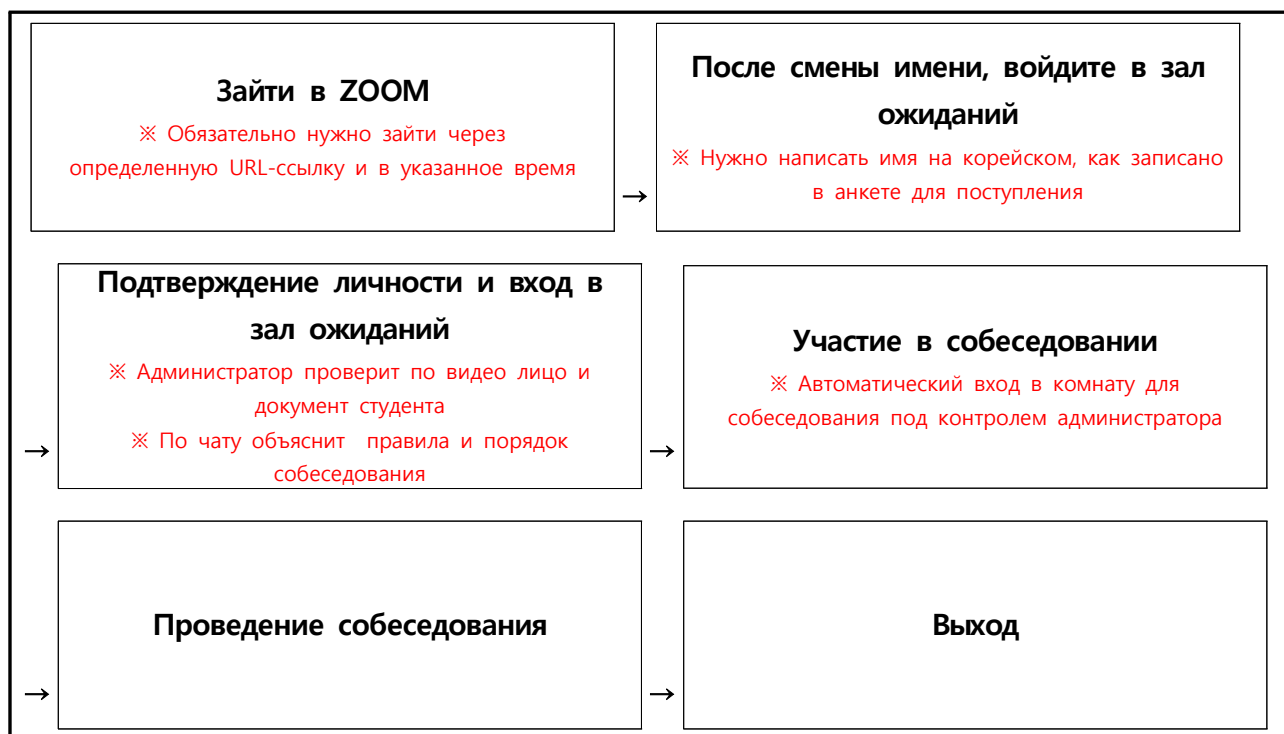 Зайти в ZOOM
※ Обязательно нужно зайти через
определенную URL-ссылку и в указанное время
→
После смены имени, войдите в зал
ожиданий
※ Нужно написать имя на корейском, как записано
в анкете для поступления
→
Подтверждение личности и вход в
зал ожиданий
※ Администратор проверит по видео лицо и
документ студента
※ По чату объяснит правила и порядок
собеседования
→
Участие в собеседовании
※ Автоматический вход в комнату для
собеседования под контролем администратора
→
Проведение собеседования
→
Выход